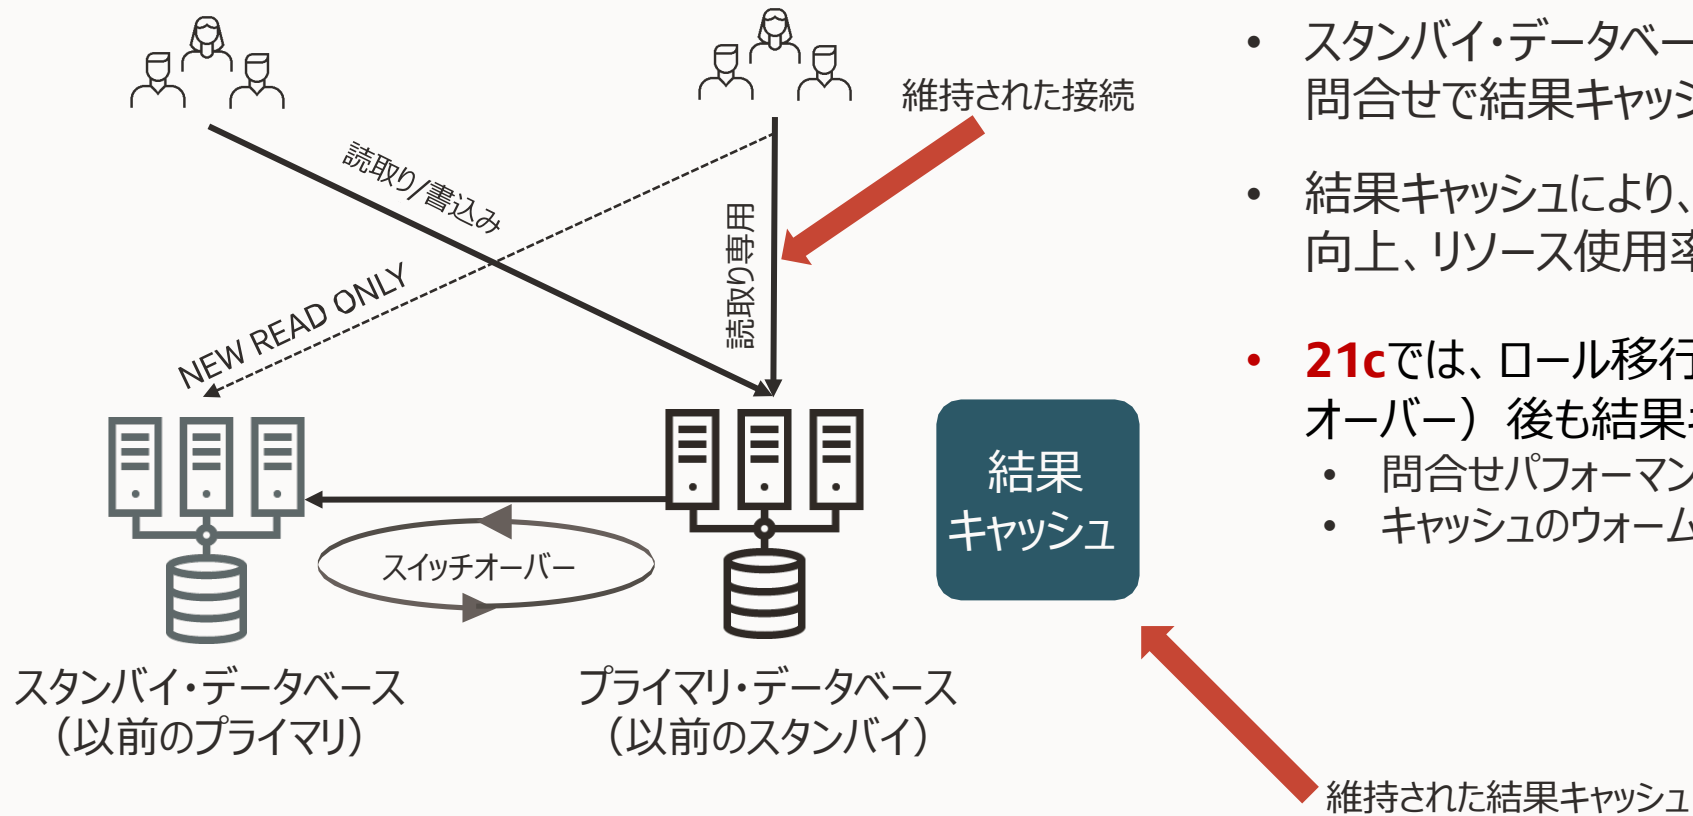 維持された接続
読取り/書込み
読取り専用
NEW READ ONLY
結果
キャッシュ
スイッチオーバー
スタンバイ・データベース
（以前のプライマリ）
プライマリ・データベース
（以前のスタンバイ）
維持された結果キャッシュ
• スタンバイ・データベー
問合せで結果キャッシ
• 結果キャッシュにより、
向上、リソース使用率
• 21cでは、ロール移行
オーバー）後も結果
• 問合せパフォーマン
• キャッシュのウォーム